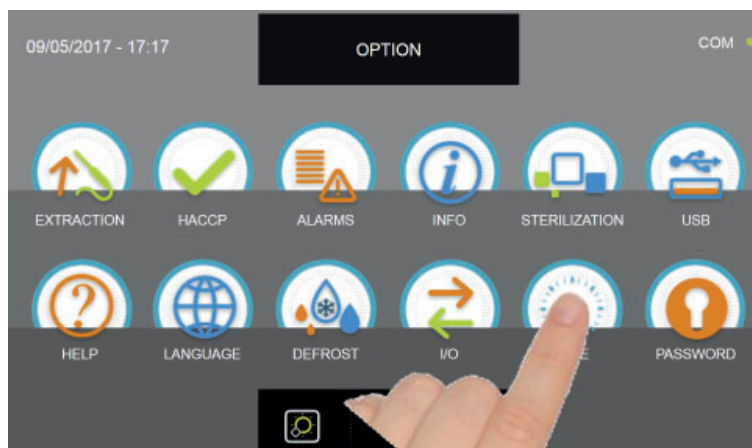 09/05/2017 - 17:17
OPTION
COM
EXTRACTION
HACCP
ALARMS
INFO
STERILIZATION
USB
HELP
LANGUAGE
DEFROST
I/O
E
PASSWORD